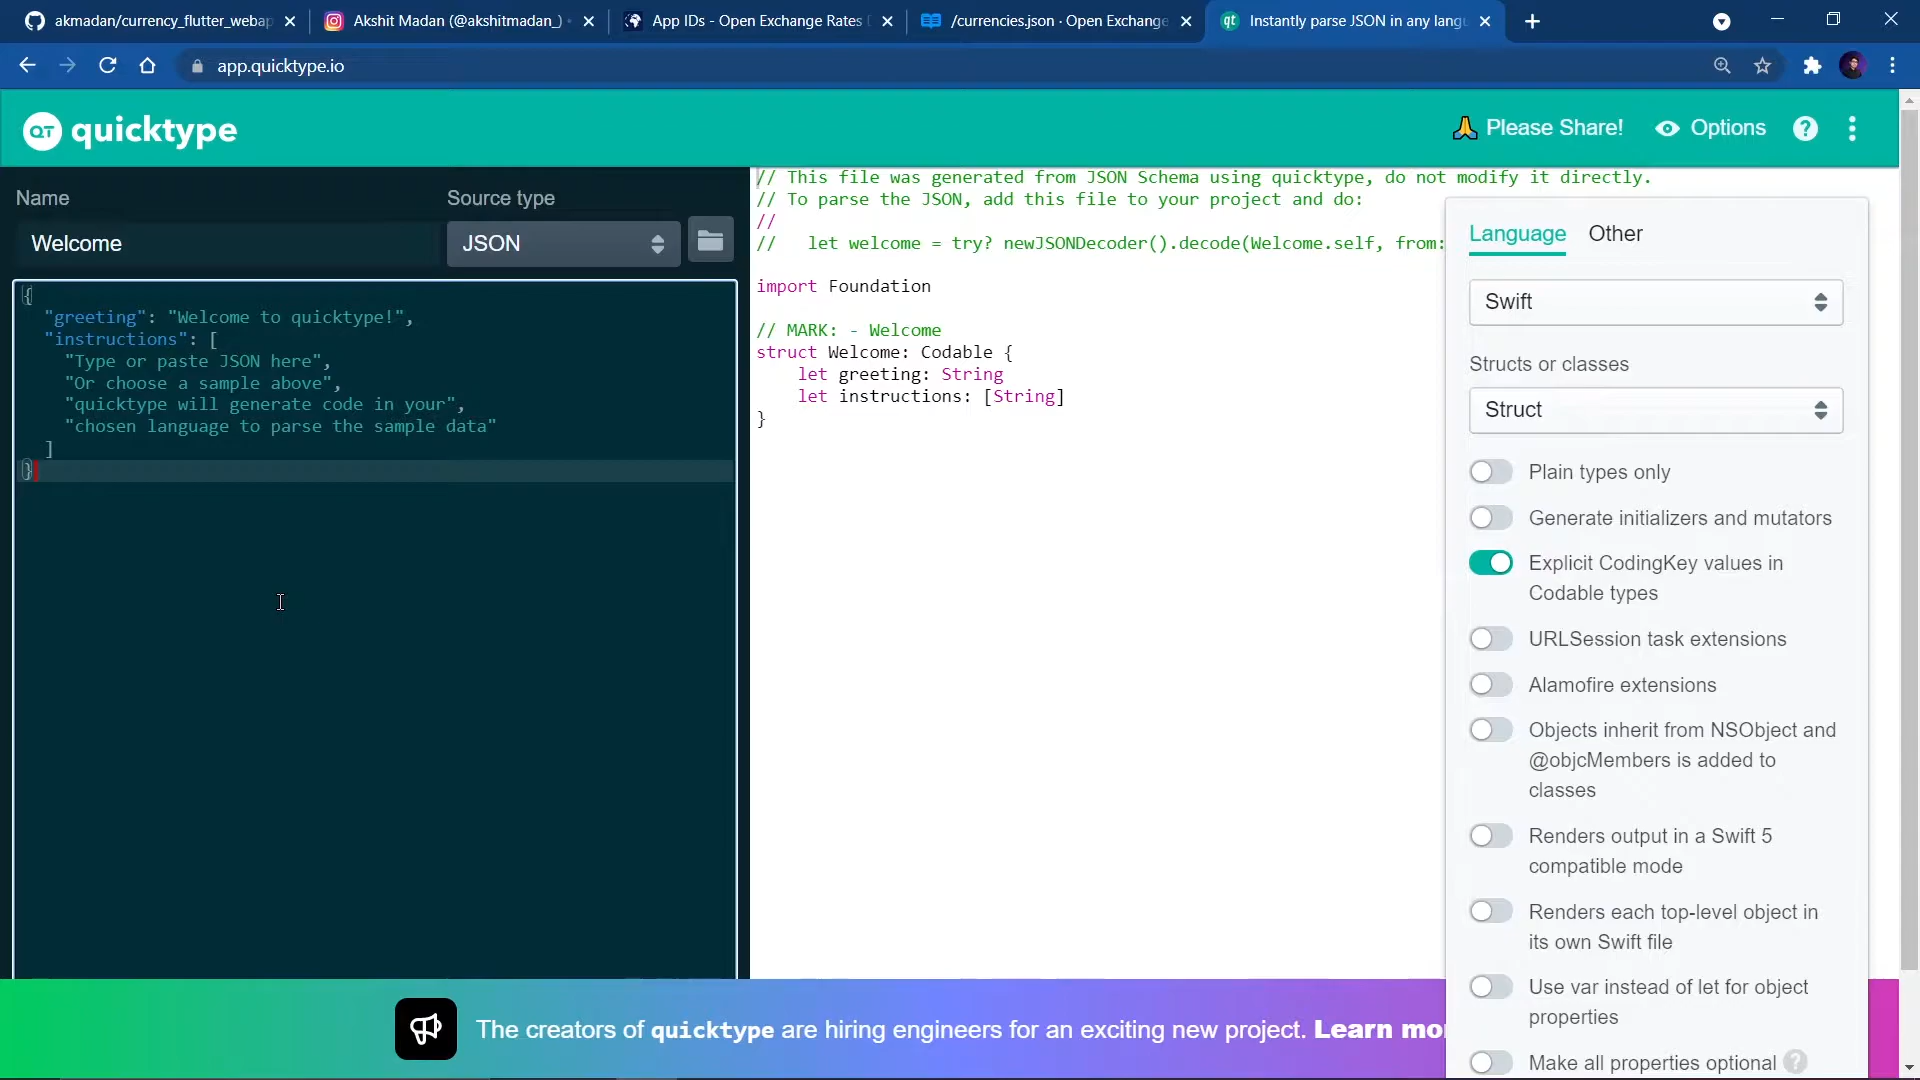 akmadan/currency_flutter_webap
Akshit Madan (@akshitmadan_)
App IDs - Open Exchange Rates
/currencies.json · Open Exchange
qt Instantly parse JSON in any langu
app.quicktype.io
QT quicktype
🙏 Please Share!
Options
?
Name
Source type
Welcome
JSON
{
"greeting": "Welcome to quicktype!",
"instructions": [
"Type or paste JSON here",
"Or choose a sample above",
"quicktype will generate code in your",
"chosen language to parse the sample data"
]
}
// This file was generated from JSON Schema using quicktype, do not modify it directly.
// To parse the JSON, add this file to your project and do:
//
// let welcome = try? newJSONDecoder().decode(Welcome.self, from:
import Foundation
// MARK: - Welcome
struct Welcome: Codable {
let greeting: String
let instructions: [String]
}
Language Other
Swift
Structs or classes
Struct
Plain types only
Generate initializers and mutators
Explicit CodingKey values in
Codable types
URLSession task extensions
Alamofire extensions
Objects inherit from NSObject and
@objcMembers is added to
classes
Renders output in a Swift 5
compatible mode
Renders each top-level object in
its own Swift file
Use var instead of let for object
properties
Make all properties optional ?
The creators of quicktype are hiring engineers for an exciting new project. Learn mo